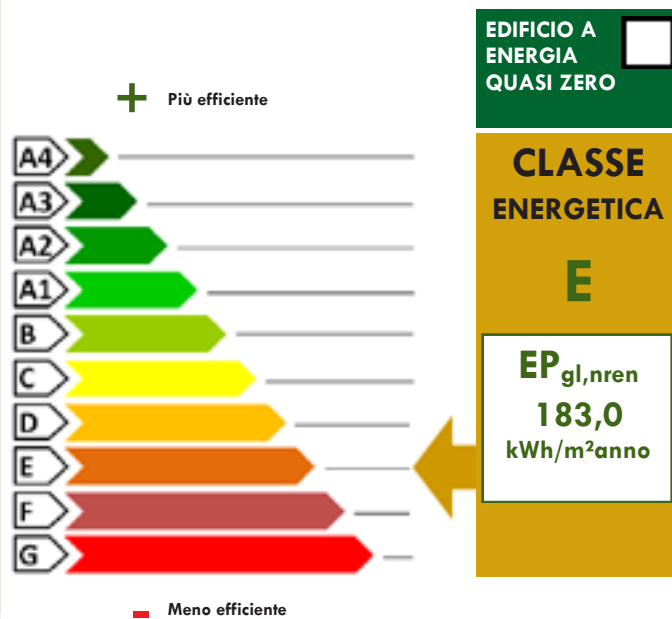 EDIFICIO A
ENERGIA
QUASI ZERO
+ Più efficiente
A4
A3
A2
A1
B
C
D
E
F
G
- Meno efficiente
CLASSE
ENERGETICA
E
EPgl,nren
183,0
kWh/m²anno